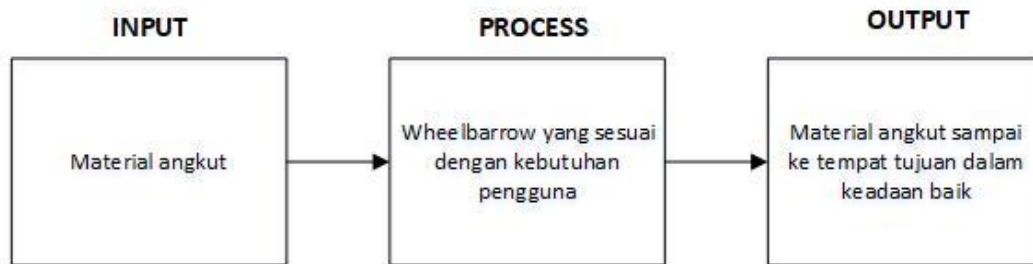 INPUT
PROCESS
OUTPUT
Material angkut
Wheelbarrow yang sesuai
dengan kebutuhan
pengguna
Material angkut sampai
ke tempat tujuan dalam
keadaan baik